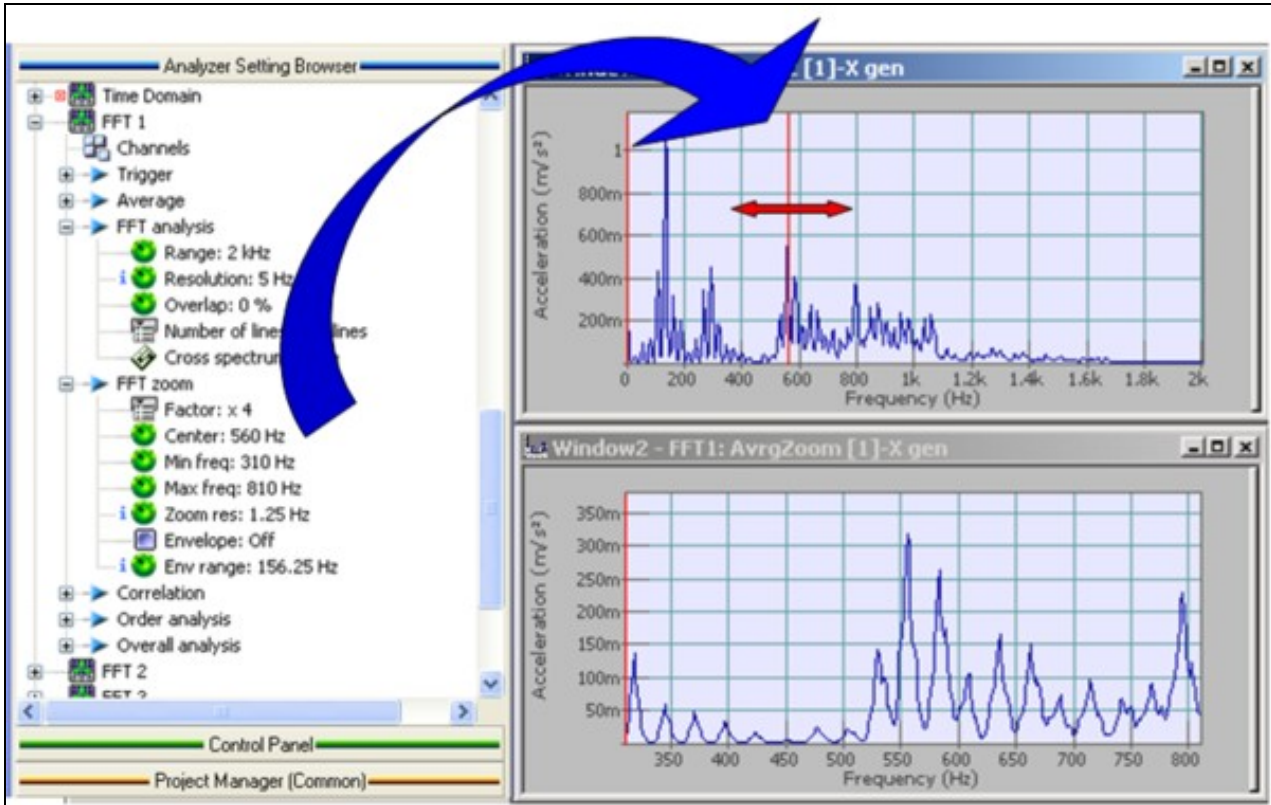 Analyzer Setting Browser
Time Domain
FFT 1
Channels
Trigger
Average
FFT analysis
Range: 2 kHz
Resolution: 5 Hz
Overlap: 0 %
Number of lines lines
Cross spectrum
FFT zoom
Factor: x 4
Center: 560 Hz
Min freq: 310 Hz
Max freq: 810 Hz
Zoom res: 1.25 Hz
Envelope: Off
Env range: 156.25 Hz
Correlation
Order analysis
Overall analysis
FFT 2
Control Panel
Project Manager (Common)
[1]-X gen
Acceleration (m/s²)
1
800m
600m
400m
200m
0 200 400 600 800 1k 1.2k 1.4k 1.6k 1.8k 2k
Frequency (Hz)
Window2 - FFT1: AvrgZoom [1]-X gen
Acceleration (m/s²)
350m
300m
250m
200m
150m
100m
50m
350 400 450 500 550 600 650 700 750 800
Frequency (Hz)